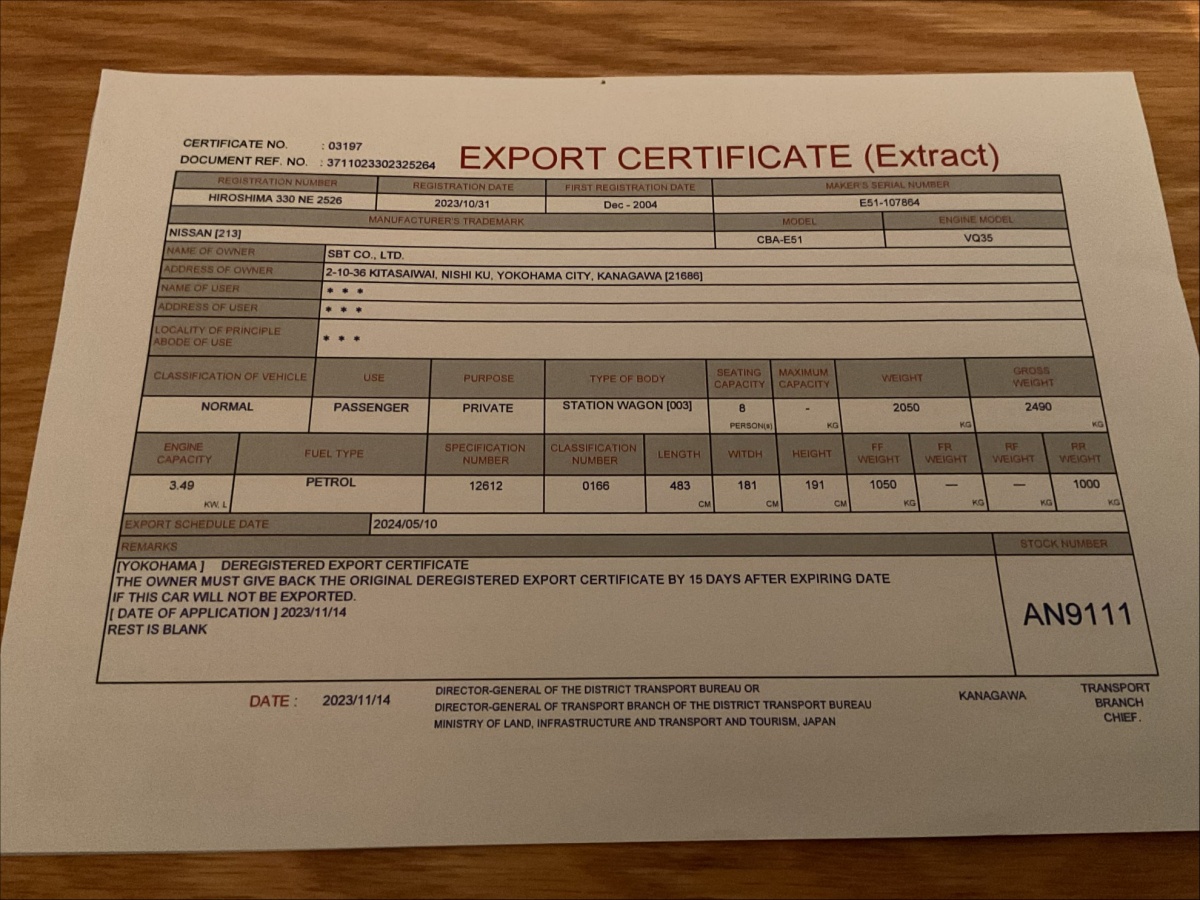 CERTIFICATE NO. : 03197
DOCUMENT REF. NO. : 3711023302325264
EXPORT CERTIFICATE (Extract)
REGISTRATION NUMBER REGISTRATION DATE FIRST REGISTRATION DATE MAKER'S SERIAL NUMBER
HIROSHIMA 330 NE 2526 2023/10/31 Dec - 2004 E51-107864
MANUFACTURER'S TRADEMARK MODEL ENGINE MODEL
NISSAN [213] CBA-E51 VQ35
NAME OF OWNER SBT CO., LTD.
ADDRESS OF OWNER 2-10-36 KITASAIWAI, NISHI KU, YOKOHAMA CITY, KANAGAWA [21686]
NAME OF USER * * *
ADDRESS OF USER * * *
LOCALITY OF PRINCIPLE
ABODE OF USE * * *
CLASSIFICATION OF VEHICLE USE PURPOSE TYPE OF BODY SEATING CAPACITY MAXIMUM CAPACITY WEIGHT GROSS WEIGHT
NORMAL PASSENGER PRIVATE STATION WAGON [003] 8 - 2050 2490
PERSON(s) KG KG KG
ENGINE CAPACITY FUEL TYPE SPECIFICATION NUMBER CLASSIFICATION NUMBER LENGTH WITDH HEIGHT FF WEIGHT FR WEIGHT RF WEIGHT RR WEIGHT
3.49 PETROL 12612 0166 483 181 191 1050 — — 1000
KW, L CM CM CM KG KG KG KG
EXPORT SCHEDULE DATE 2024/05/10
REMARKS STOCK NUMBER
[YOKOHAMA ] DEREGISTERED EXPORT CERTIFICATE
THE OWNER MUST GIVE BACK THE ORIGINAL DEREGISTERED EXPORT CERTIFICATE BY 15 DAYS AFTER EXPIRING DATE
IF THIS CAR WILL NOT BE EXPORTED.
[ DATE OF APPLICATION ] 2023/11/14
REST IS BLANK
AN9111
DATE : 2023/11/14
DIRECTOR-GENERAL OF THE DISTRICT TRANSPORT BUREAU OR
DIRECTOR-GENERAL OF TRANSPORT BRANCH OF THE DISTRICT TRANSPORT BUREAU
MINISTRY OF LAND, INFRASTRUCTURE AND TRANSPORT AND TOURISM, JAPAN
KANAGAWA
TRANSPORT
BRANCH
CHIEF.